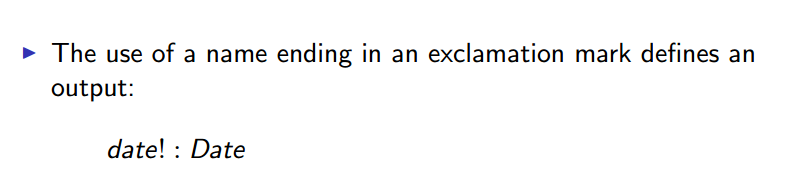 The use of a name ending in an exclamation mark defines an
output:
date! : Date